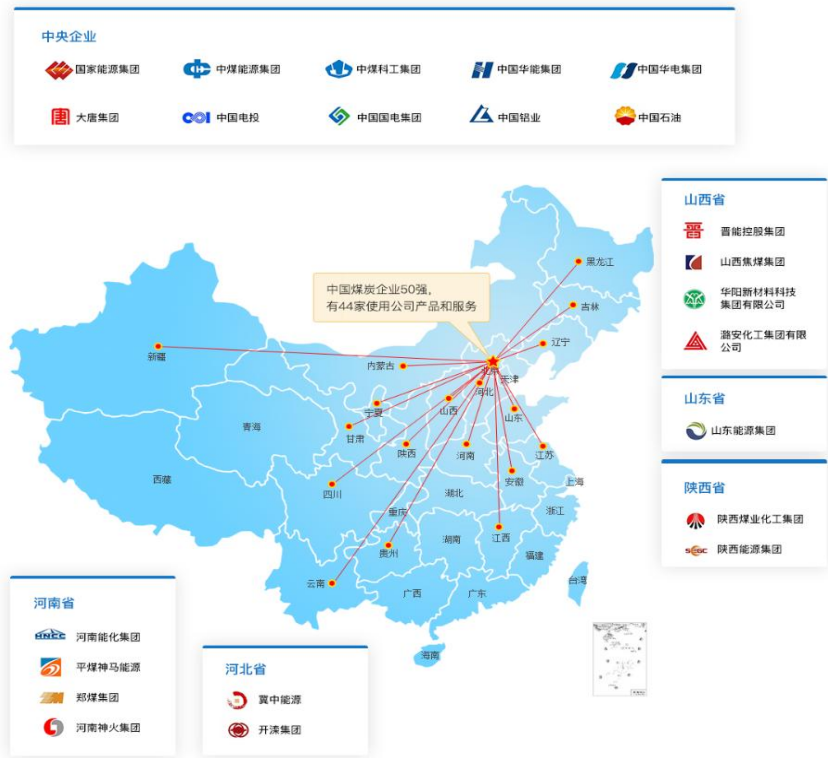 中央企业
国家能源集团
中煤能源集团
中煤科工集团
中国华能集团
中国华电集团
大唐集团
中国电投
中国国电集团
中国铝业
中国石油
山西省
晋能控股集团
山西焦煤集团
华阳新材料科技
集团有限公司
潞安化工集团有限
公司
山东省
山东能源集团
陕西省
陕西煤业化工集团
SECGC
陕西能源集团
中国煤炭企业50强，
有44家使用公司产品和服务
黑龙江
吉林
辽宁
新疆
内蒙古
北京
天津
河北
宁夏
山西
山东
青海
甘肃
陕西
河南
江苏
西藏
四川
安徽
上海
湖北
重庆
浙江
湖南
江西
贵州
福建
云南
广西
广东
台湾
海南
河南省
HNEC
河南能化集团
平煤神马能源
郑煤集团
河南神火集团
河北省
冀中能源
开滦集团